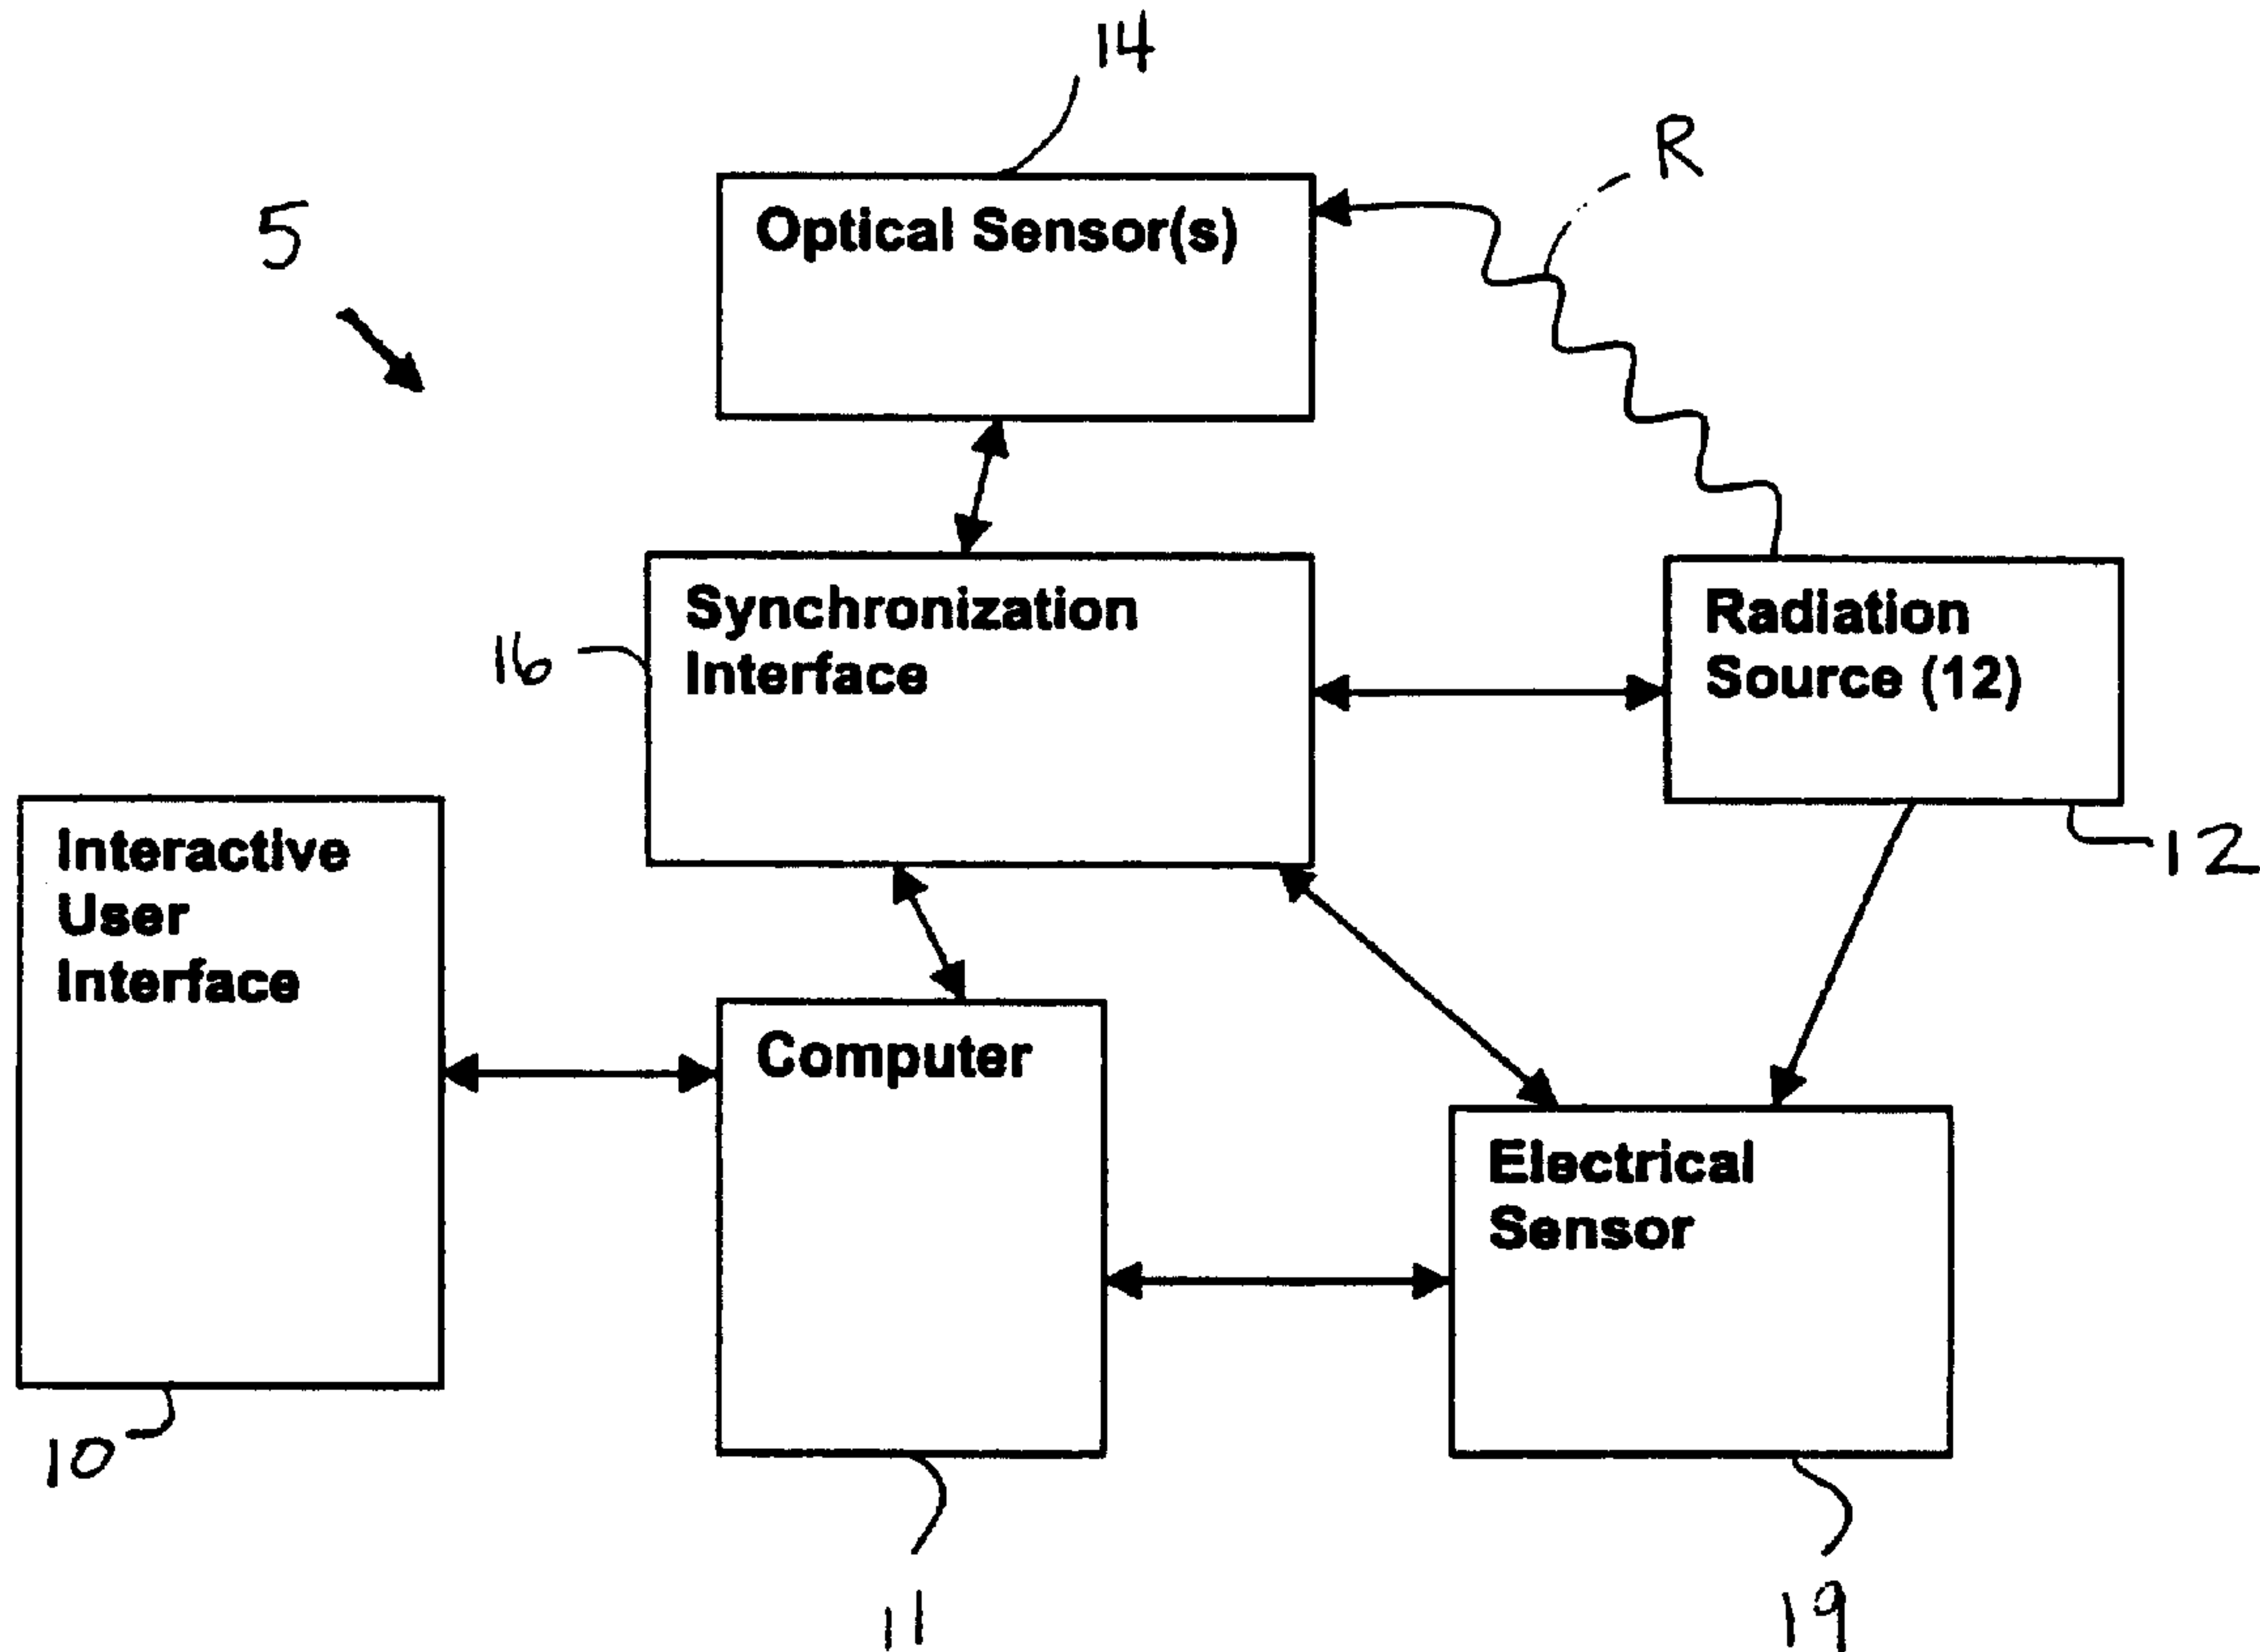 14
R
5
Optical Sensor(s)
Synchronization
Interface
16
Radiation
Source (12)
12
Interactive
User
Interface
10
Computer
11
Electrical
Sensor
19